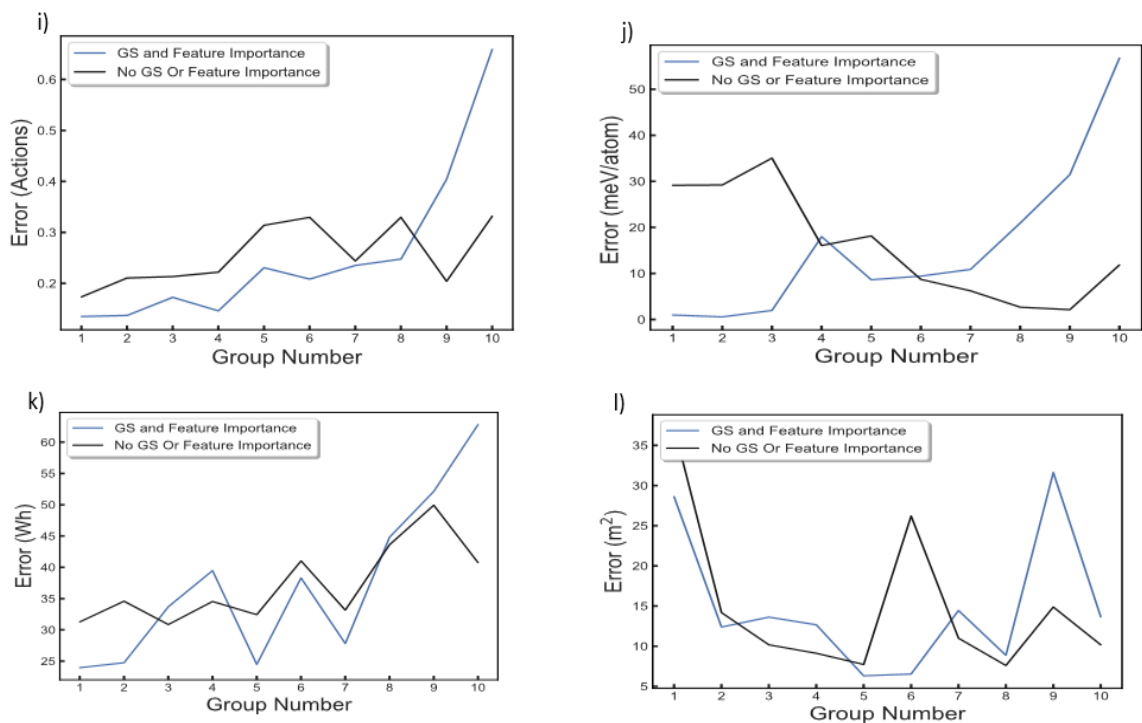 i)
GS and Feature Importance
No GS Or Feature Importance
Error (Actions)
0.6
0.5
0.4
0.3
0.2
1 2 3 4 5 6 7 8 9 10
Group Number
j)
GS and Feature Importance
No GS or Feature Importance
Error (meV/atom)
50
40
30
20
10
0
1 2 3 4 5 6 7 8 9 10
Group Number
k)
GS and Feature Importance
No GS Or Feature Importance
Error (Wh)
60
55
50
45
40
35
30
25
1 2 3 4 5 6 7 8 9 10
Group Number
l)
GS and Feature Importance
No GS Or Feature Importance
Error (m²)
35
30
25
20
15
10
5
1 2 3 4 5 6 7 8 9 10
Group Number